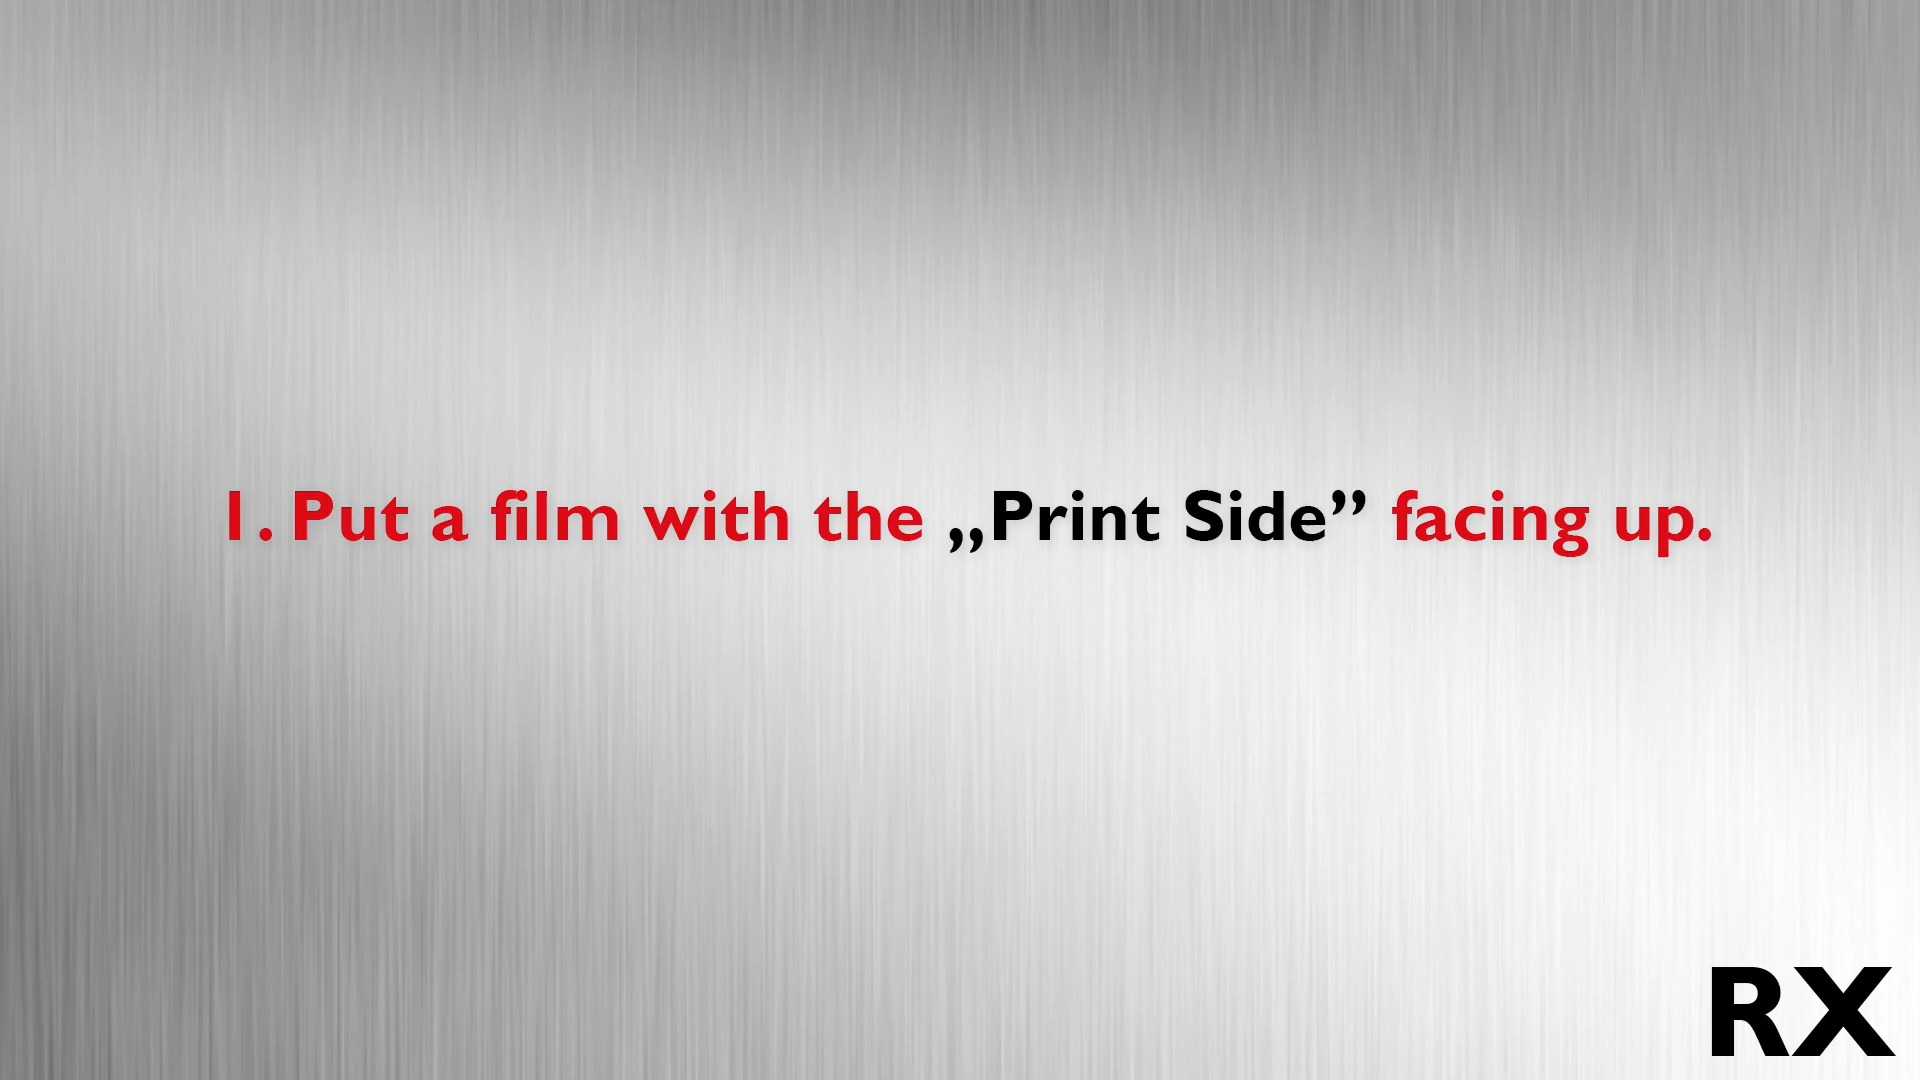 1. Put a film with the „Print Side” facing up.
RX